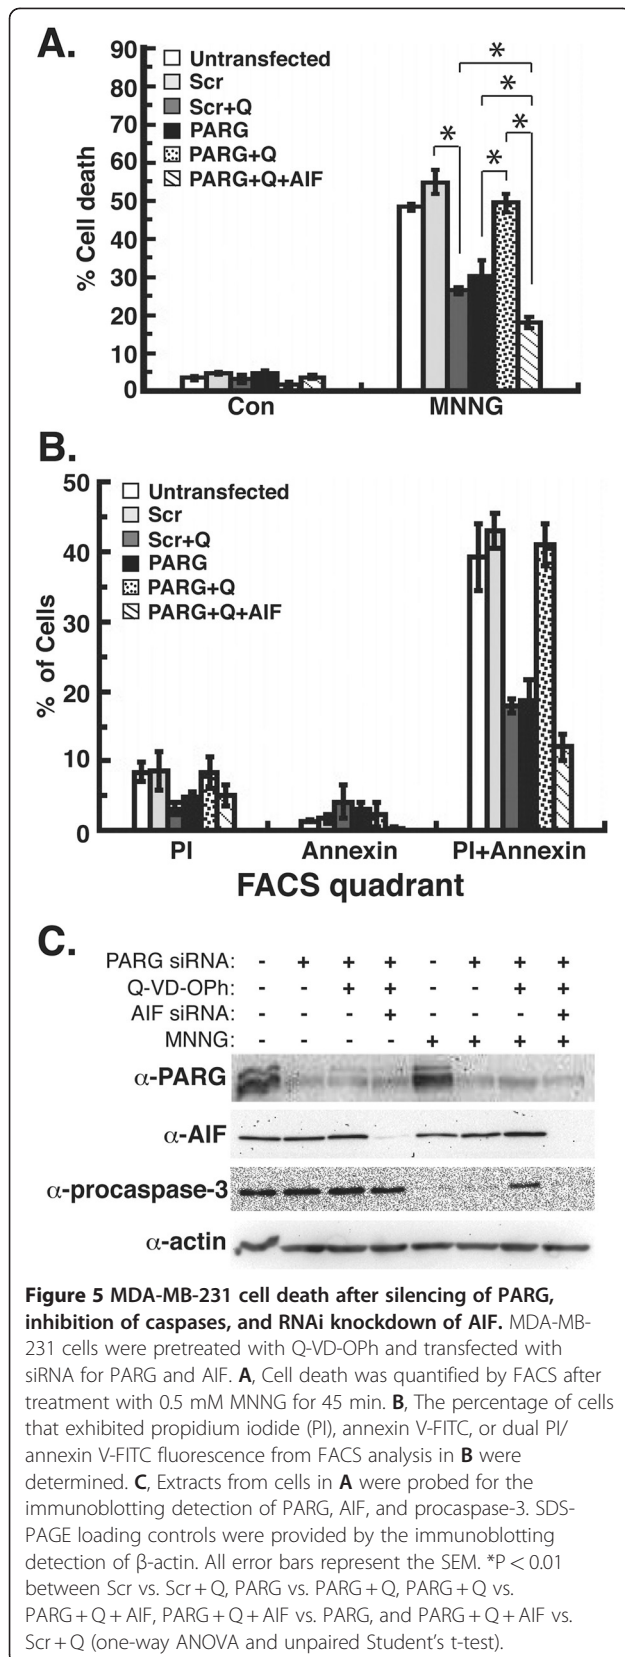 A.
90
80
70
60
50
40
30
20
10
0
% Cell death
Untransfected
Scr
Scr+Q
PARG
PARG+Q
PARG+Q+AIF
*
*
*
*
*
Con MNNG
B.
50
40
30
20
10
0
% of Cells
Untransfected
Scr
Scr+Q
PARG
PARG+Q
PARG+Q+AIF
PI Annexin PI+Annexin
FACS quadrant
C.
PARG siRNA: - + + + - + + +
Q-VD-OPh: - - + + - - + +
AIF siRNA: - - - + - - - +
MNNG: - - - - + + + +
α-PARG
α-AIF
α-procaspase-3
α-actin
Figure 5 MDA-MB-231 cell death after silencing of PARG,
inhibition of caspases, and RNAi knockdown of AIF. MDA-MB-
231 cells were pretreated with Q-VD-OPh and transfected with
siRNA for PARG and AIF. A, Cell death was quantified by FACS after
treatment with 0.5 mM MNNG for 45 min. B, The percentage of cells
that exhibited propidium iodide (PI), annexin V-FITC, or dual PI/
annexin V-FITC fluorescence from FACS analysis in B were
determined. C, Extracts from cells in A were probed for the
immunoblotting detection of PARG, AIF, and procaspase-3. SDS-
PAGE loading controls were provided by the immunoblotting
detection of β-actin. All error bars represent the SEM. *P < 0.01
between Scr vs. Scr + Q, PARG vs. PARG + Q, PARG + Q vs.
PARG + Q + AIF, PARG + Q + AIF vs. PARG, and PARG + Q + AIF vs.
Scr + Q (one-way ANOVA and unpaired Student's t-test).